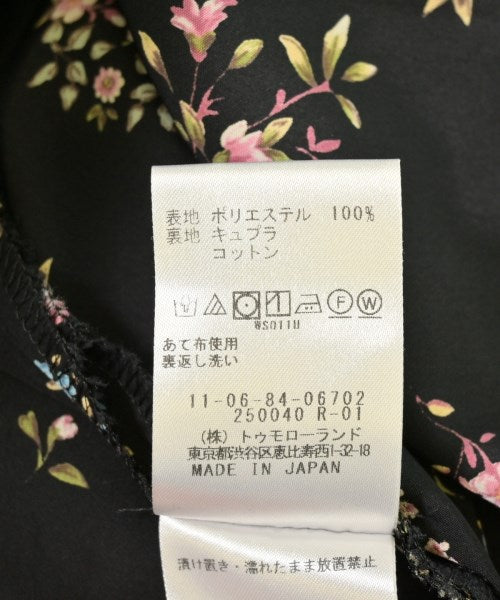 表地 ポリエステル 100%
裏地 キュプラ
コットン
F W
WS011U
あて布使用
裏返し洗い
11-06-84-06702
250040 R-01
(株) トゥモローランド
東京都渋谷区恵比寿西1-32-18
MADE IN JAPAN
漬け置き・濡れたまま放置禁止